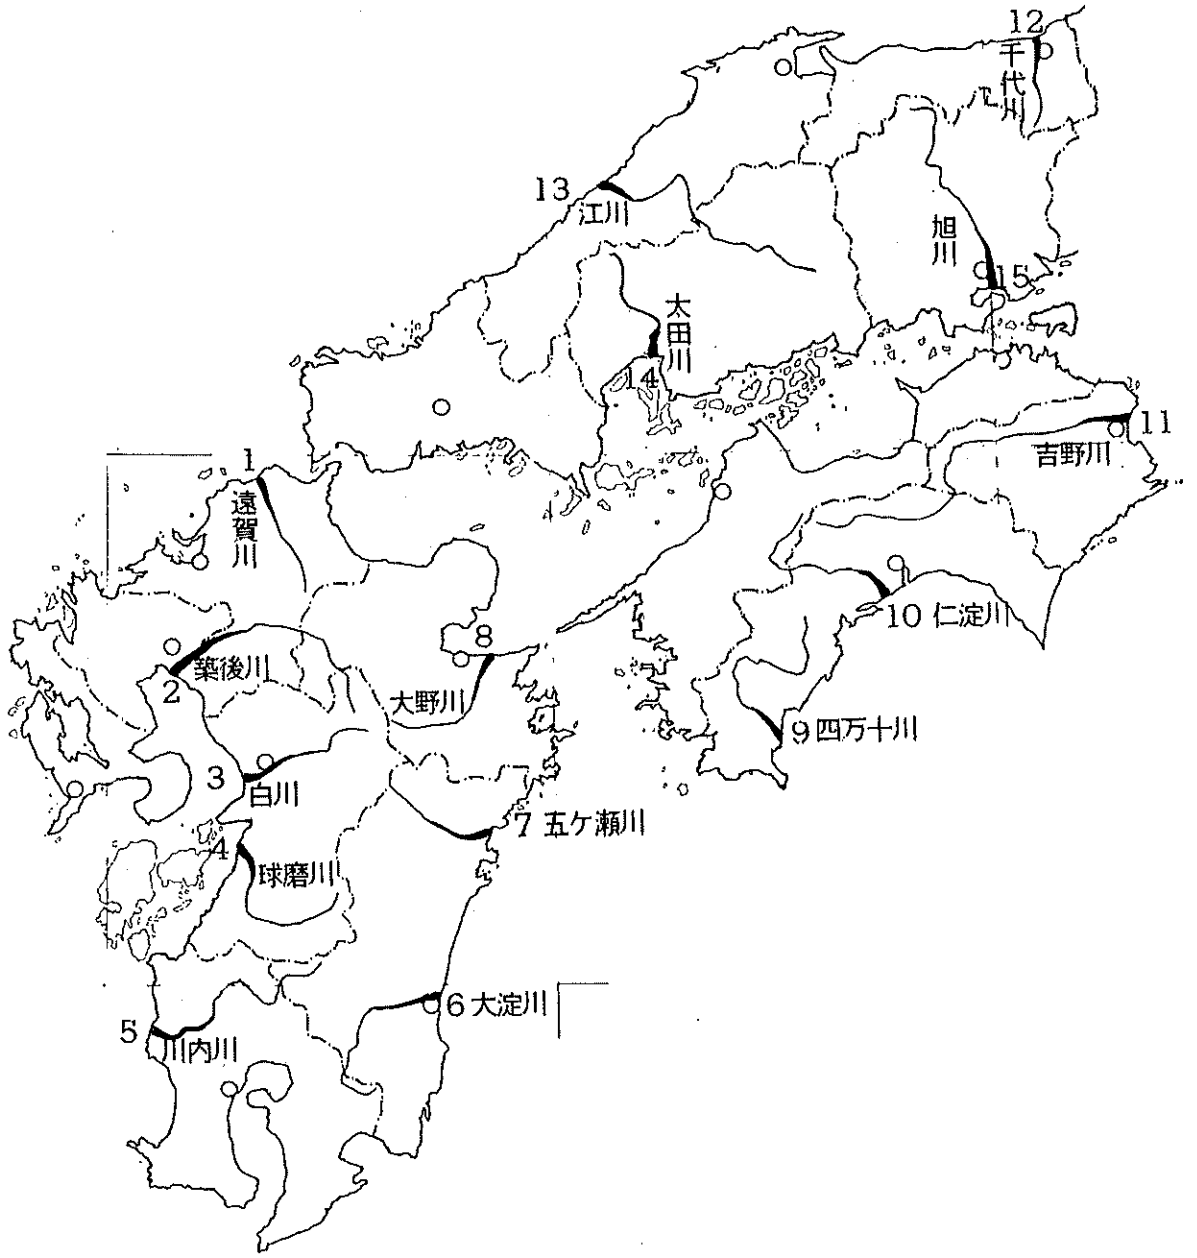 12
千代川
13
江川
旭川
15
太田川
14
11
吉野川
1
遠賀川
10 仁淀川
8
築後川
2
大野川
9 四万十川
3
白川
7 五ケ瀬川
4
球磨川
6 大淀川
5
川内川